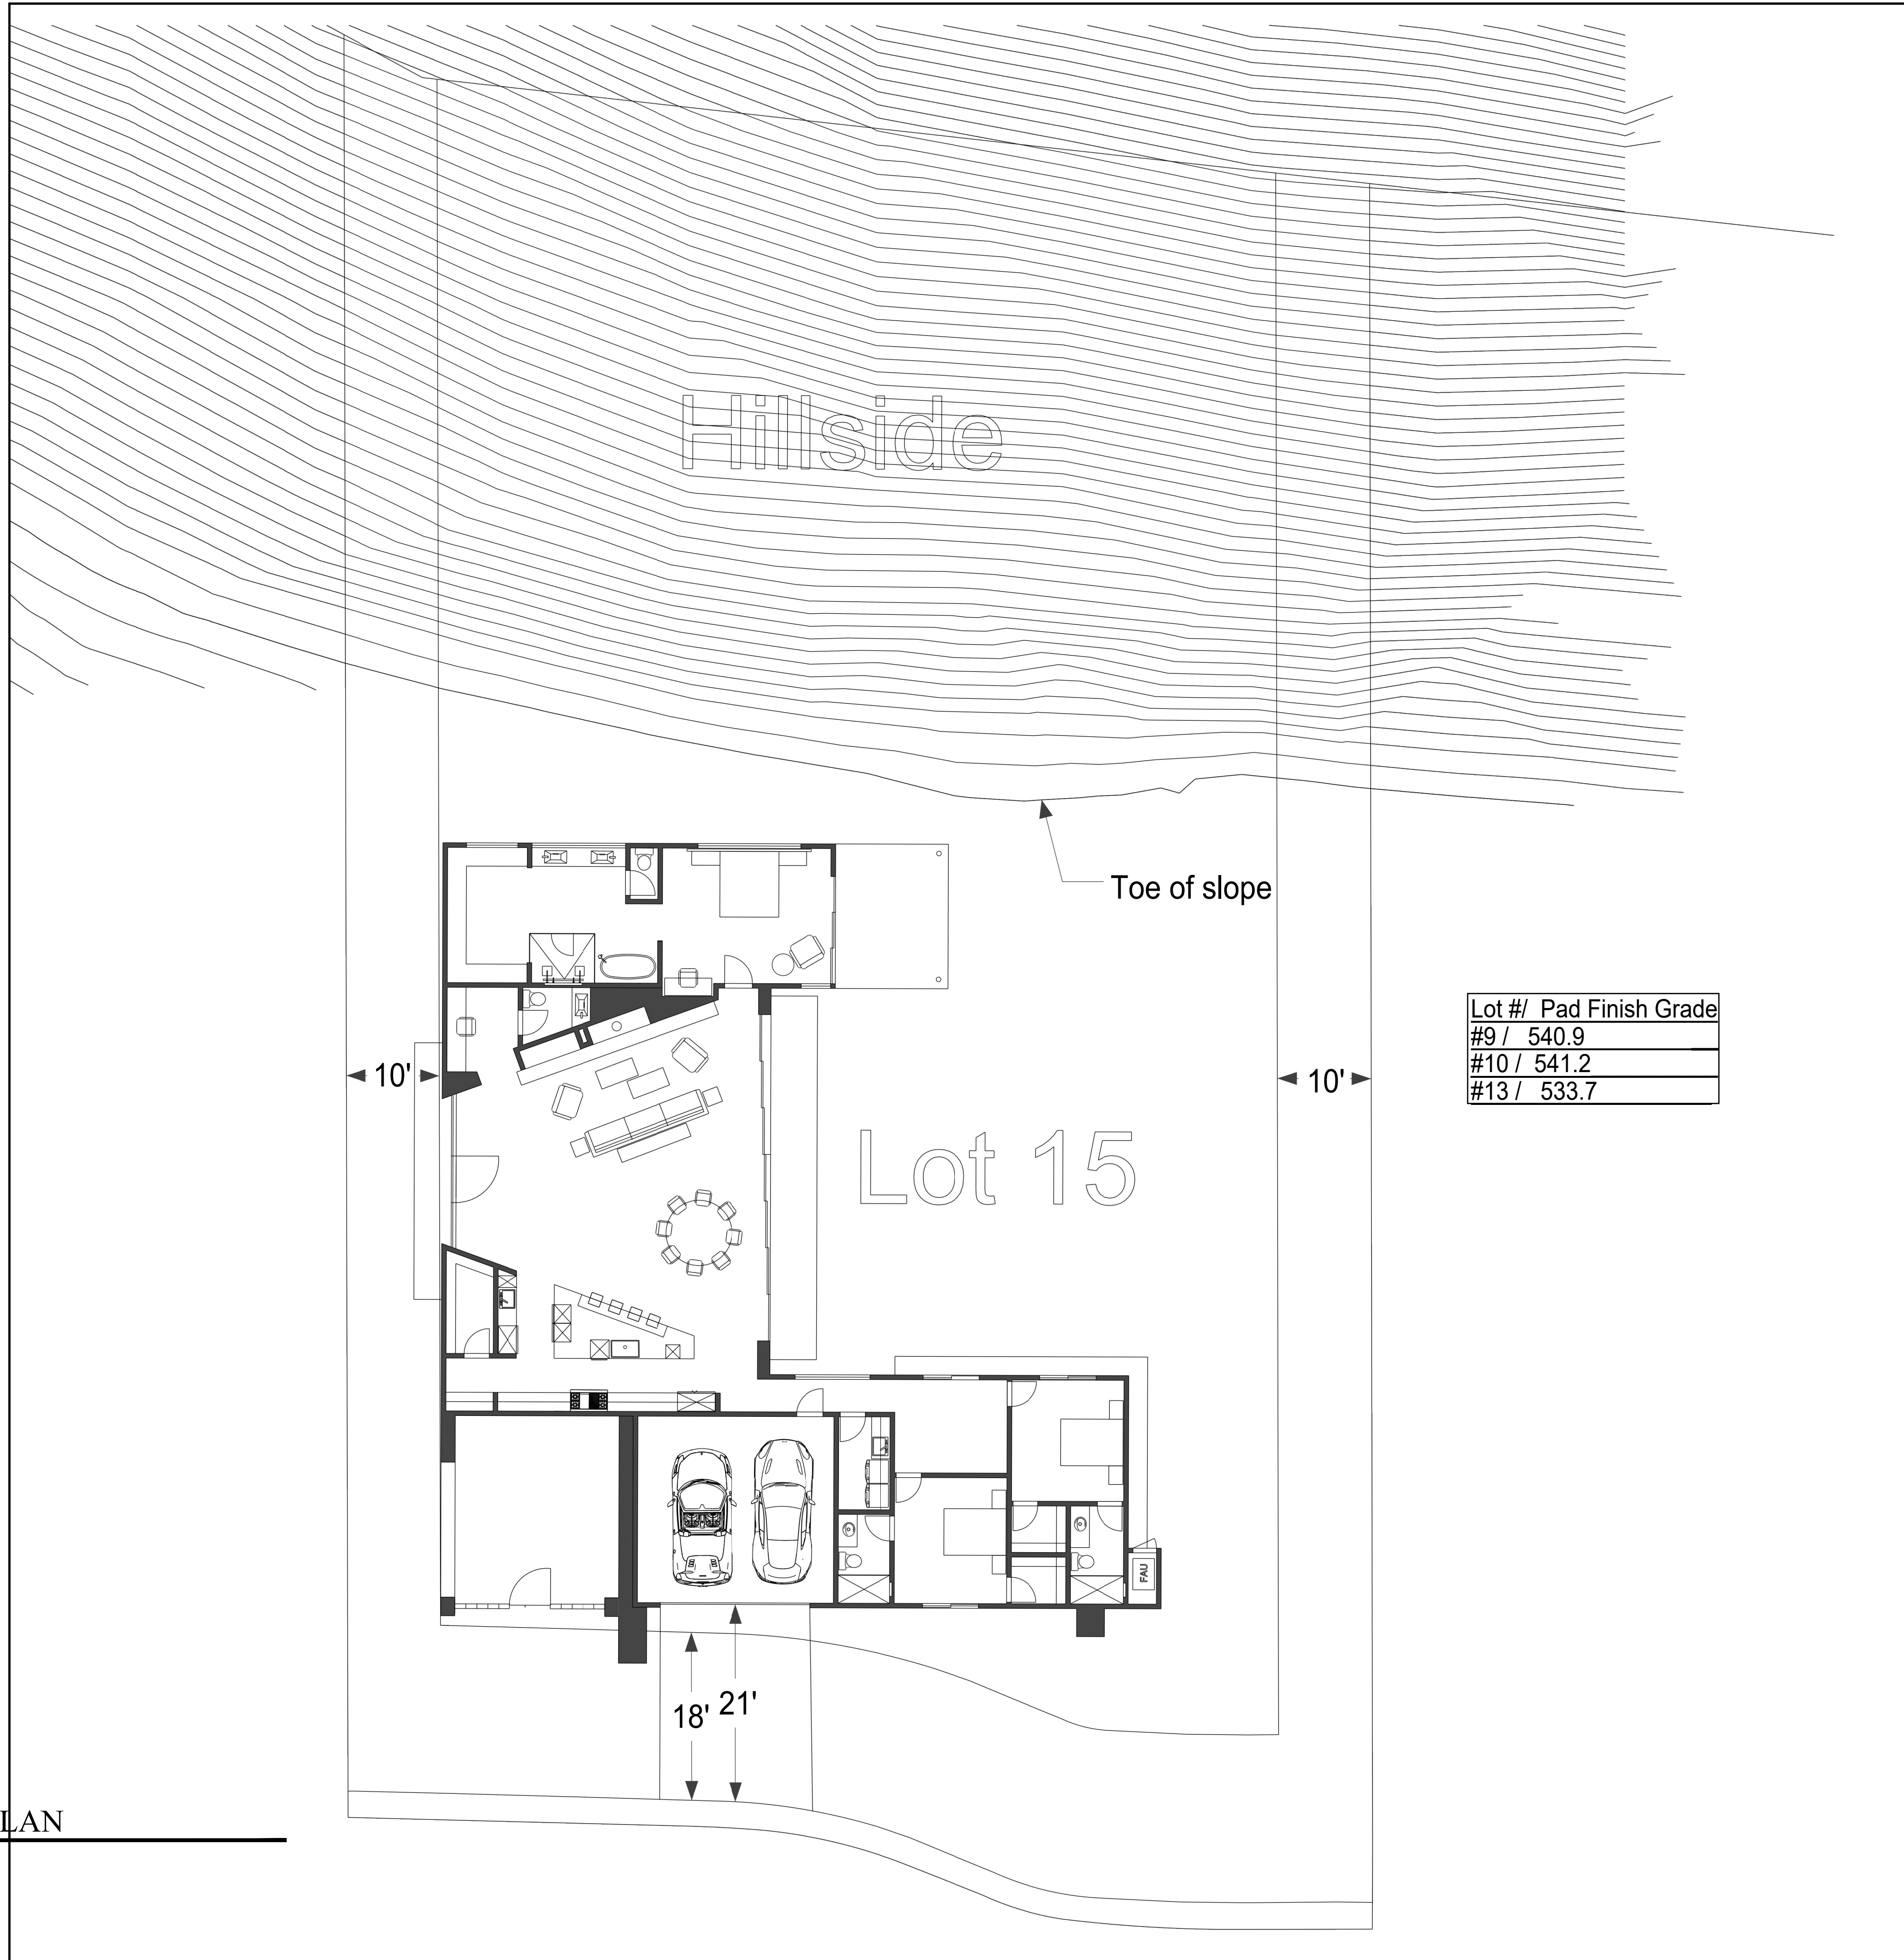 Hillside
Toe of slope
Lot #/ Pad Finish Grade
#9 / 540.9
#10 / 541.2
#13 / 533.7
10'
10'
Lot 15
FAU
18'
21'
LAN